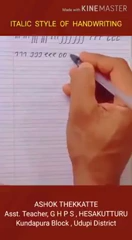 Made with KINEMASTER
ITALIC STYLE OF HANDWRITING
ASHOK THEKKATTE
Asst. Teacher, G H P S , HESAKUTTURU
Kundapura Block , Udupi District